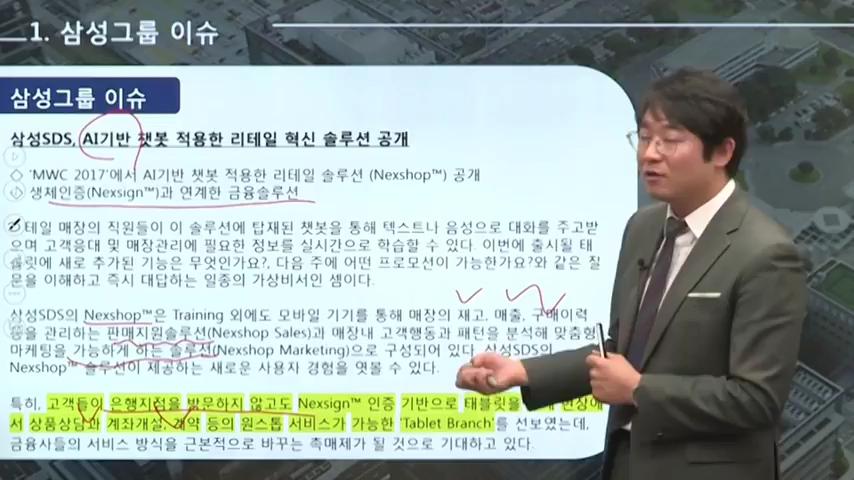 1. 삼성그룹 이슈
삼성그룹 이슈
삼성SDS, AI기반 챗봇 적용한 리테일 혁신 솔루션 공개
◇ 'MWC 2017'에서 AI기반 챗봇 적용한 리테일 솔루션 (Nexshop™) 공개
생체인증(Nexsign™)과 연계한 금융솔루션
테일 매장의 직원들이 이 솔루션에 탑재된 챗봇을 통해 텍스트나 음성으로 대화를 주고받
으며 고객응대 및 매장관리에 필요한 정보를 실시간으로 학습할 수 있다. 이번에 출시될 태
블릿에 새로 추가된 기능은 무엇인가요?, 다음 주에 어떤 프로모션이 가능한가요?와 같은 질
문을 이해하고 즉시 대답하는 일종의 가상비서인 셈이다.
삼성SDS의 Nexshop™은 Training 외에도 모바일 기기를 통해 매장의 재고, 매출, 구매이력
등을 관리하는 판매지원솔루션(Nexshop Sales)과 매장내 고객행동과 패턴을 분석해 맞춤형
마케팅을 가능하게 하는 솔루션(Nexshop Marketing)으로 구성되어 있다. 삼성SDS의
Nexshop™ 솔루션이 제공하는 새로운 사용자 경험을 엿볼 수 있다.
특히, 고객들이 은행지점을 방문하지 않고도 Nexsign™ 인증 기반으로 태블릿을 현장에
서 상품상담과 계좌개설, 계약 등의 원스톱 서비스가 가능한 'Tablet Branch'를 선보였는데,
금융사들의 서비스 방식을 근본적으로 바꾸는 촉매제가 될 것으로 기대하고 있다.